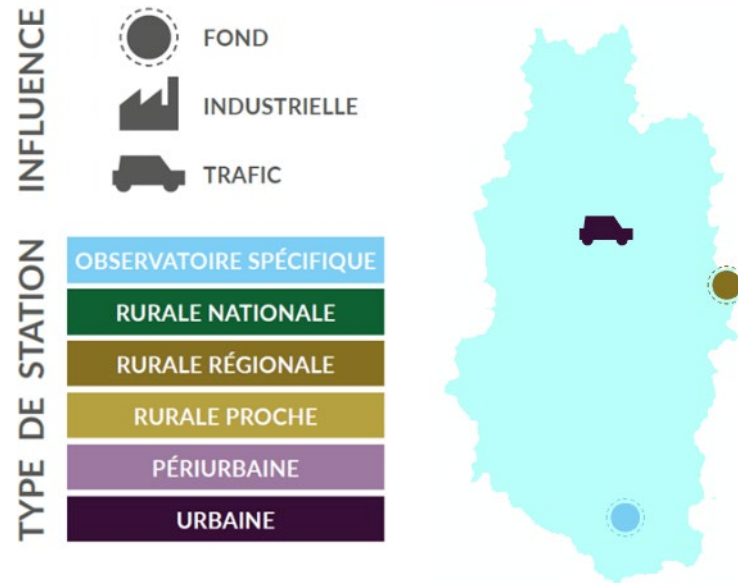 INFLUENCE
FOND
INDUSTRIELLE
TRAFIC
TYPE DE STATION
OBSERVATOIRE SPÉCIFIQUE
RURALE NATIONALE
RURALE RÉGIONALE
RURALE PROCHE
PÉRIURBAINE
URBAINE